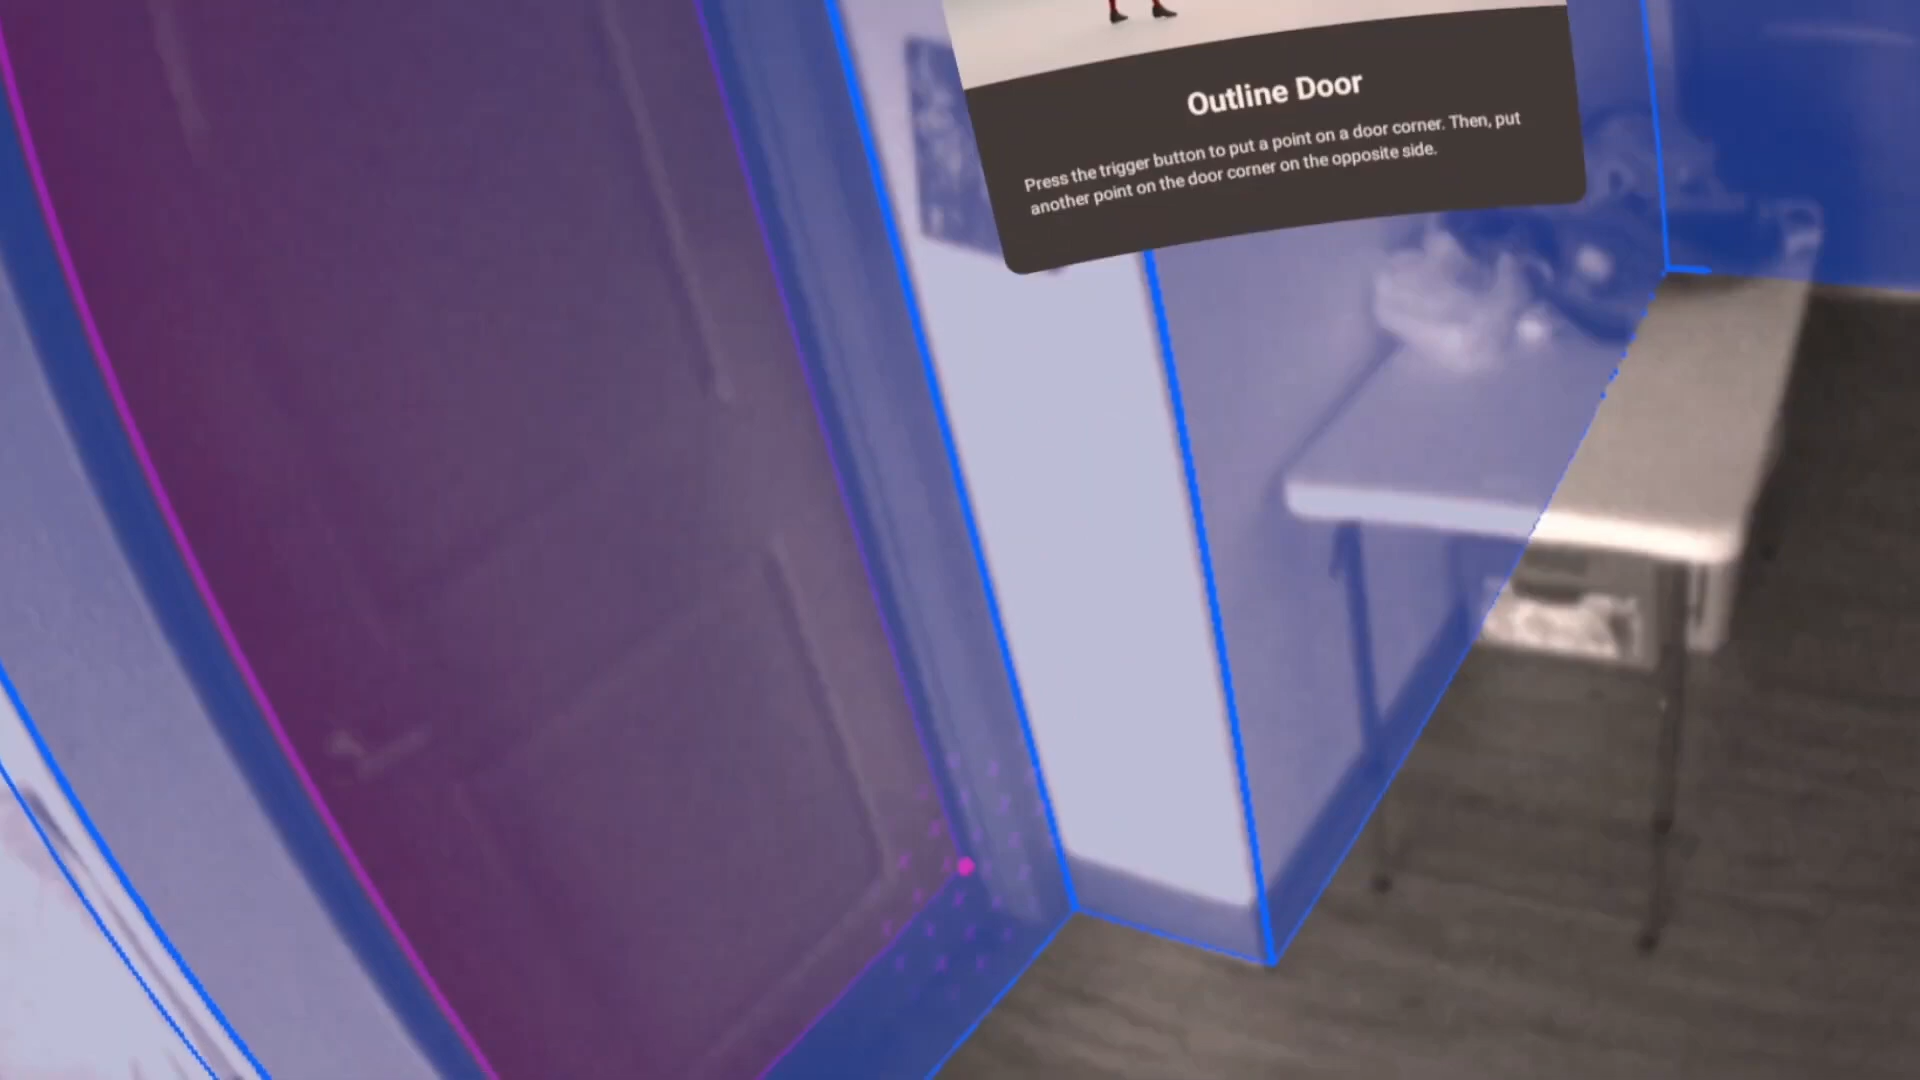 Outline Door
Press the trigger button to put a point on a door corner. Then, put
another point on the door corner on the opposite side.